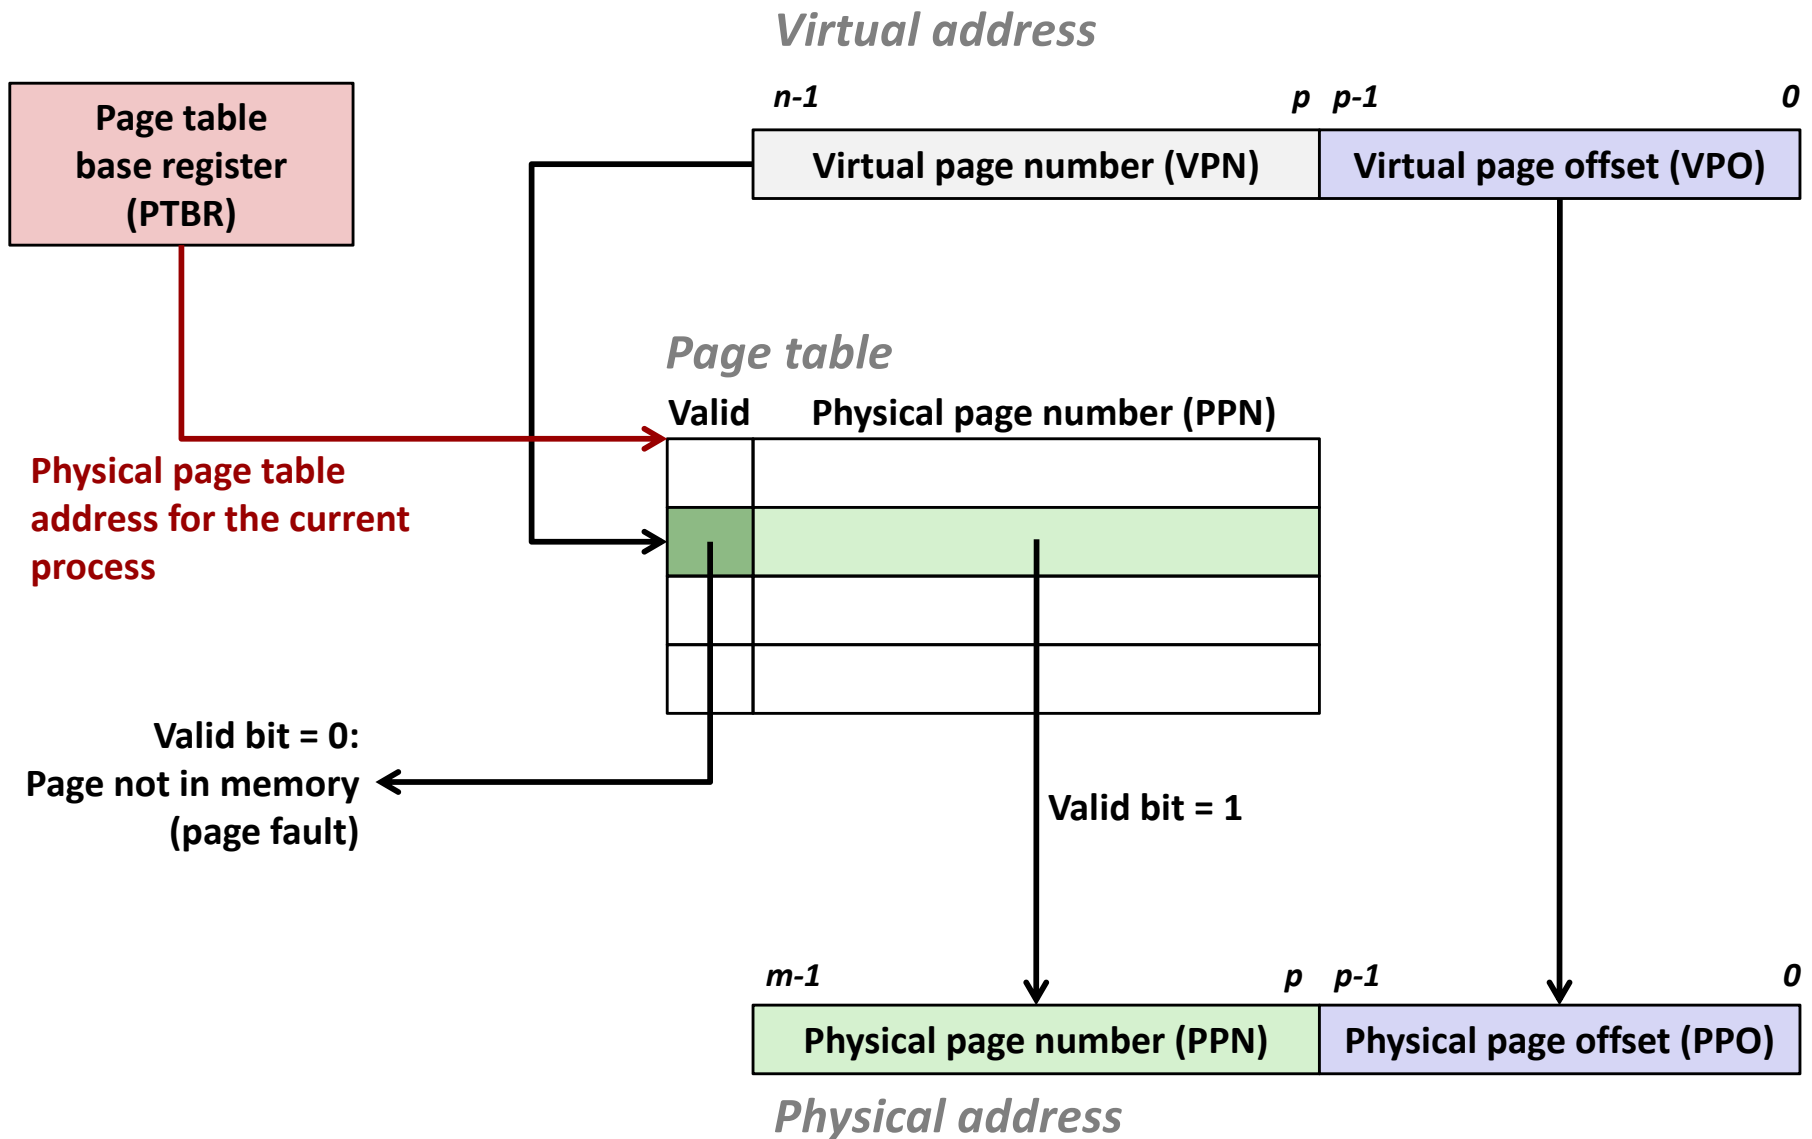 Virtual address
n-1 p p-1 0
Page table
base register
(PTBR)
Virtual page number (VPN) Virtual page offset (VPO)
Page table
Valid Physical page number (PPN)
Physical page table
address for the current
process
Valid bit = 0:
Page not in memory
(page fault)
Valid bit = 1
m-1 p p-1 0
Physical page number (PPN) Physical page offset (PPO)
Physical address